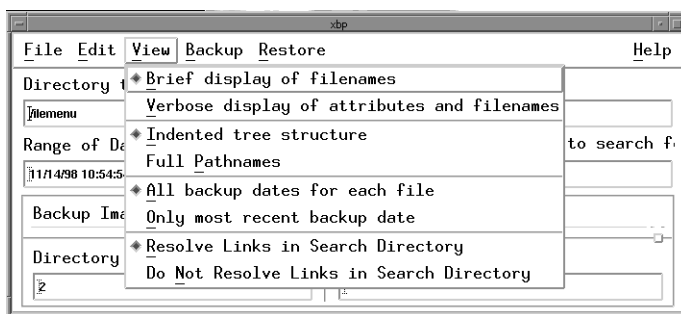 xbp
File Edit View Backup Restore Help
Directory
/filemenu
Brief display of filenames
Verbose display of attributes and filenames
Range of
to search
11/14/98 10:54:5
Indented tree structure
Full Pathnames
All backup dates for each file
Only most recent backup date
Backup
Resolve Links in Search Directory
Do Not Resolve Links in Search Directory
Directory
2